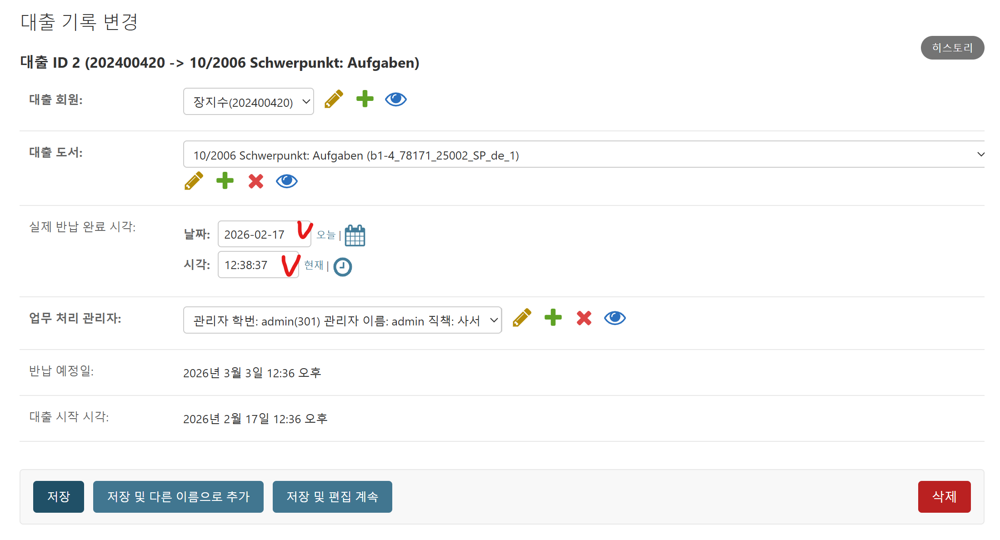 대출 기록 변경
히스토리
대출 ID 2 (202400420 -> 10/2006 Schwerpunkt: Aufgaben)
대출 회원: 장지수(202400420)
대출 도서: 10/2006 Schwerpunkt: Aufgaben (b1-4_78171_25002_SP_de_1)
실제 반납 완료 시각:
날짜: 2026-02-17 오늘 |
시각: 12:38:37 현재 |
업무 처리 관리자: 관리자 학번: admin(301) 관리자 이름: admin 직책: 사서
반납 예정일: 2026년 3월 3일 12:36 오후
대출 시작 시각: 2026년 2월 17일 12:36 오후
저장 저장 및 다른 이름으로 추가 저장 및 편집 계속 삭제